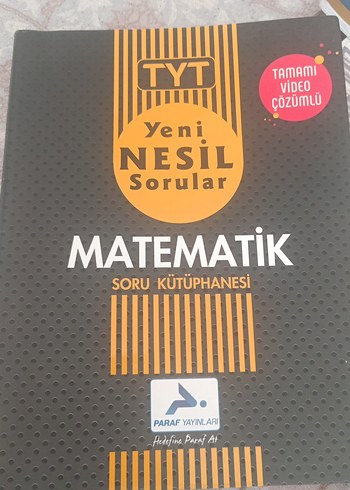 TYT
Yeni
NESİL
Sorular
TAMAMI
VİDEO
ÇÖZÜMLÜ
MATEMATİK
SORU KÜTÜPHANESİ
PARAF YAYINLARI
Hedefine Paraf At